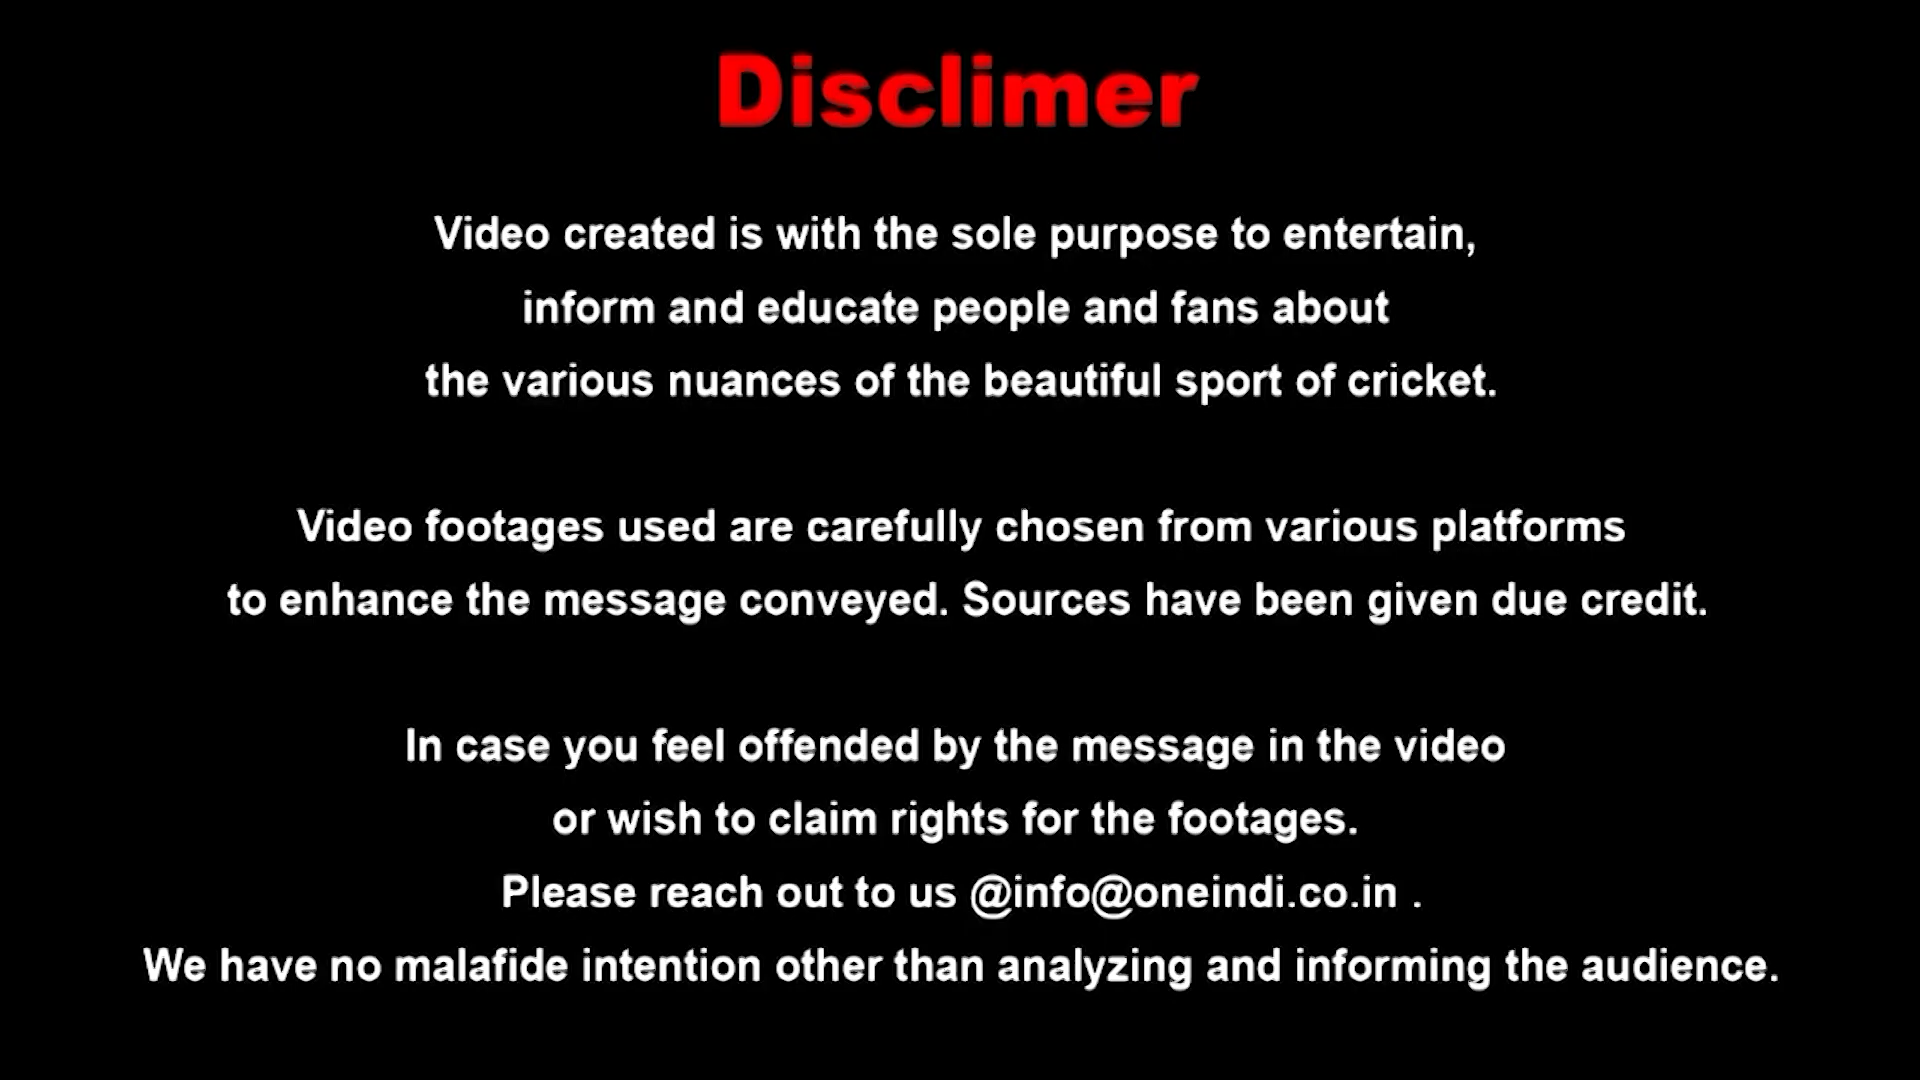 Disclimer
Video created is with the sole purpose to entertain,
inform and educate people and fans about
the various nuances of the beautiful sport of cricket.
Video footages used are carefully chosen from various platforms
to enhance the message conveyed. Sources have been given due credit.
In case you feel offended by the message in the video
or wish to claim rights for the footages.
Please reach out to us @info@oneindi.co.in .
We have no malafide intention other than analyzing and informing the audience.